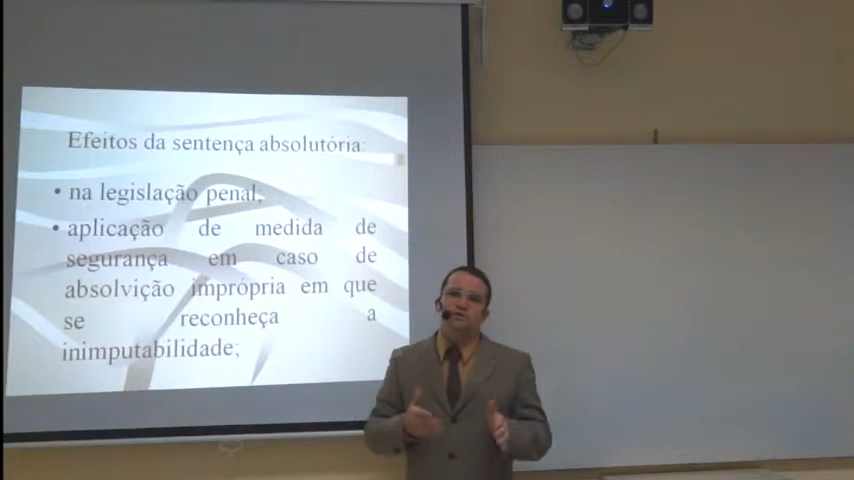 Efeitos da sentença absolutória:
• na legislação penal;
• aplicação de medida de
segurança em caso de
absolvição imprópria em que
se reconheça a
inimputabilidade;